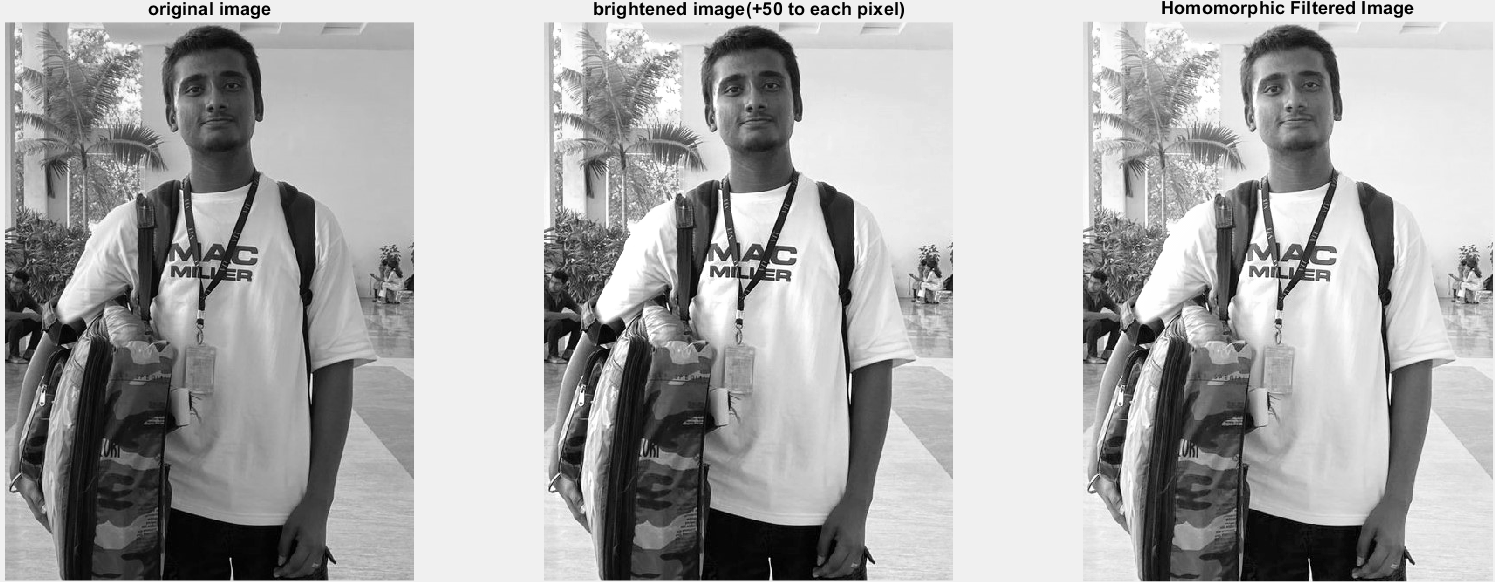 original image
brightened image(+50 to each pixel)
Homomorphic Filtered Image
MAC
MILLER
MAC
MILLER
MAC
MILLER